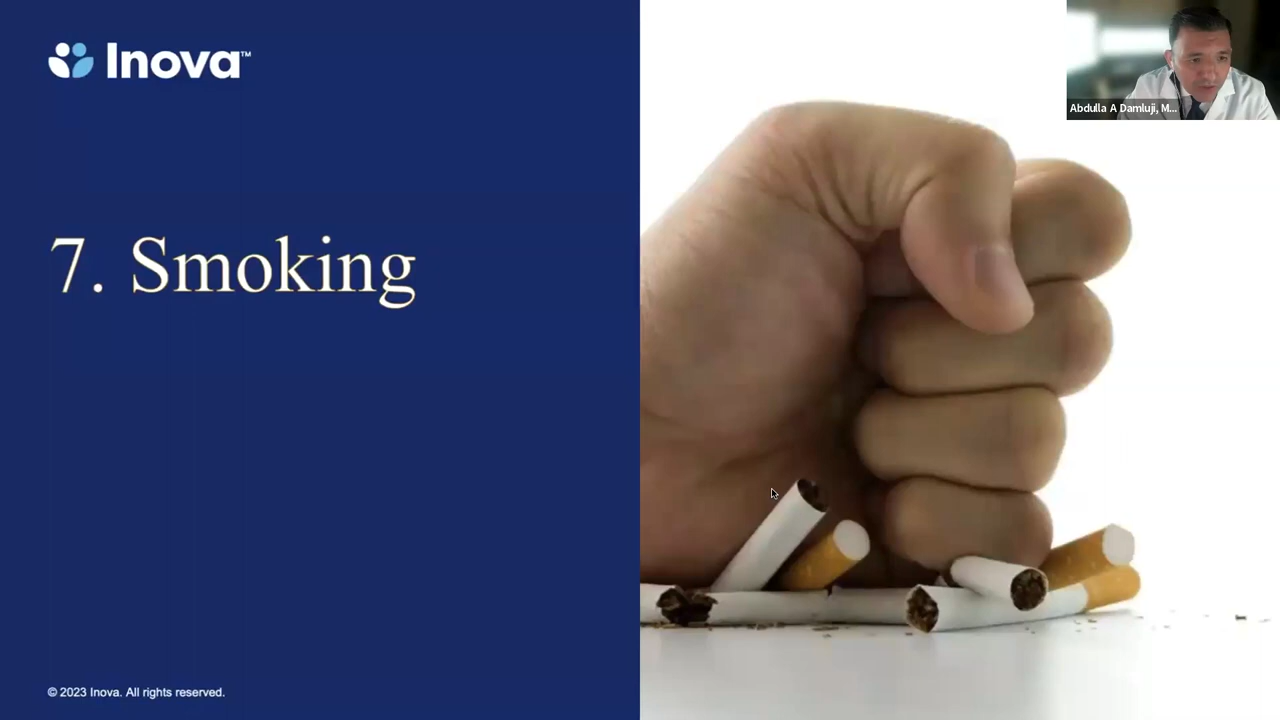 Inova™
Abdulla A Damluji, M...
7. Smoking
© 2023 Inova. All rights reserved.